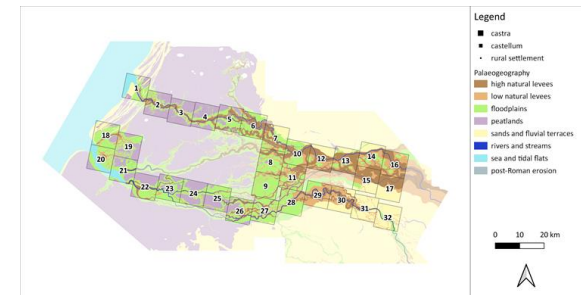 Legend
castra
castellum
rural settlement
Palaeogeography
high natural levees
low natural levees
floodplains
peatlands
sands and fluvial terraces
rivers and streams
sea and tidal flats
post-Roman erosion
0 10 20 km
1
2
3
4
5
6
7
8
9
10
11
12
13
14
15
16
17
18
19
20
21
22
23
24
25
26
27
28
29
30
31
32